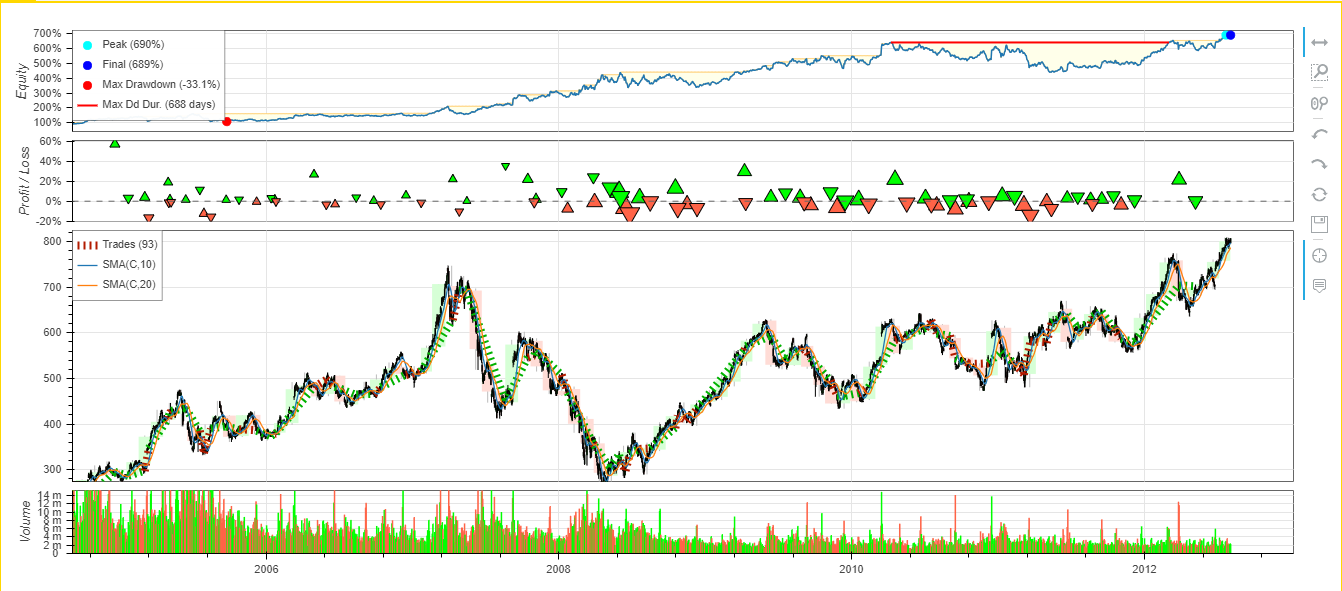 700%
600%
500%
400%
300%
200%
100%
Equity
Peak (690%)
Final (689%)
Max Drawdown (-33.1%)
Max Dd Dur. (688 days)
60%
40%
20%
0%
-20%
Profit / Loss
800
700
600
500
400
300
Trades (93)
SMA(C,10)
SMA(C,20)
14 m
12 m
10 m
8 m
6 m
4 m
2 m
Volume
2006
2008
2010
2012